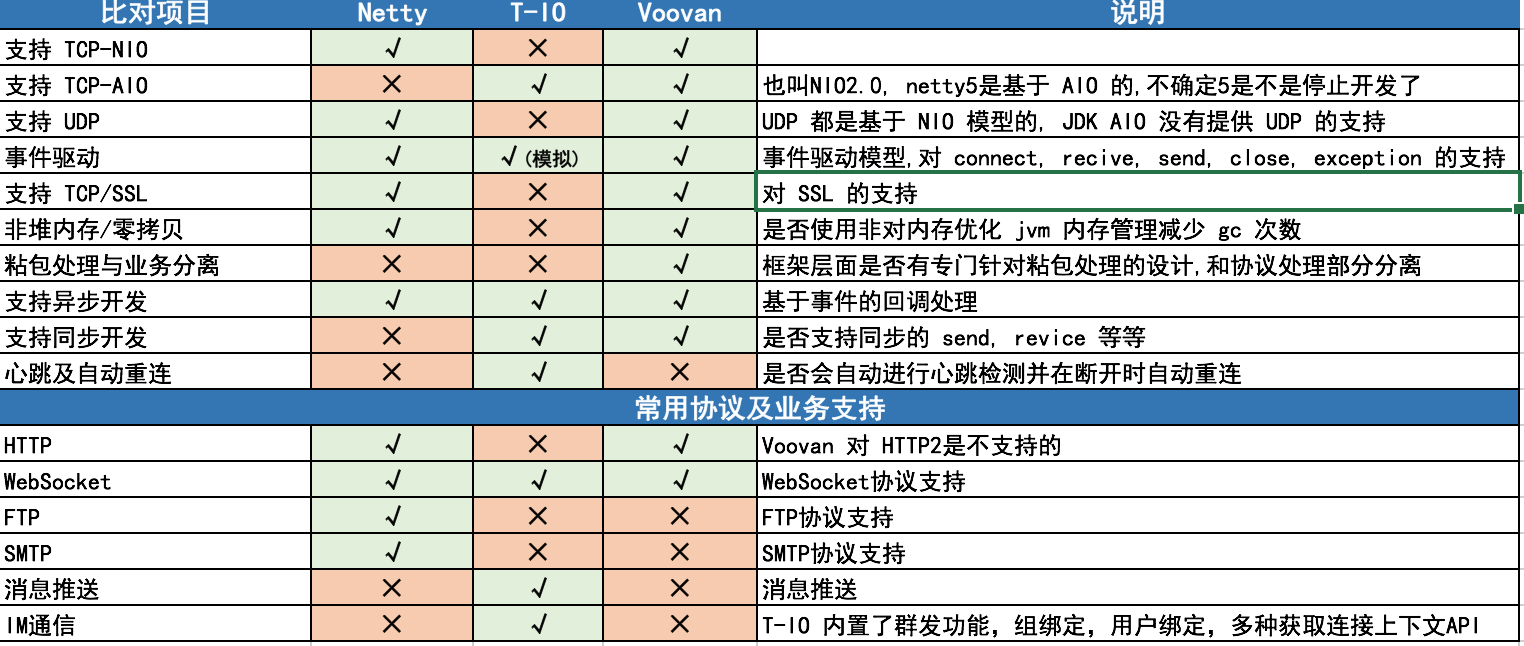 比对项目 Netty T-IO Voovan 说明
支持 TCP-NIO √ × √
支持 TCP-AIO × √ √ 也叫NIO2.0, netty5是基于 AIO 的,不确定5是不是停止开发了
支持 UDP √ × √ UDP 都是基于 NIO 模型的, JDK AIO 没有提供 UDP 的支持
事件驱动 √ √(模拟) √ 事件驱动模型,对 connect, recive, send, close, exception 的支持
支持 TCP/SSL √ × √ 对 SSL 的支持
非堆内存/零拷贝 √ × √ 是否使用非对内存优化 jvm 内存管理减少 gc 次数
粘包处理与业务分离 × × √ 框架层面是否有专门针对粘包处理的设计,和协议处理部分分离
支持异步开发 √ √ √ 基于事件的回调处理
支持同步开发 × √ √ 是否支持同步的 send, revice 等等
心跳及自动重连 × √ × 是否会自动进行心跳检测并在断开时自动重连
常用协议及业务支持
HTTP √ × √ Voovan 对 HTTP2是不支持的
WebSocket √ √ √ WebSocket协议支持
FTP √ × × FTP协议支持
SMTP √ × × SMTP协议支持
消息推送 × √ × 消息推送
IM通信 × √ × T-IO 内置了群发功能，组绑定，用户绑定，多种获取连接上下文API